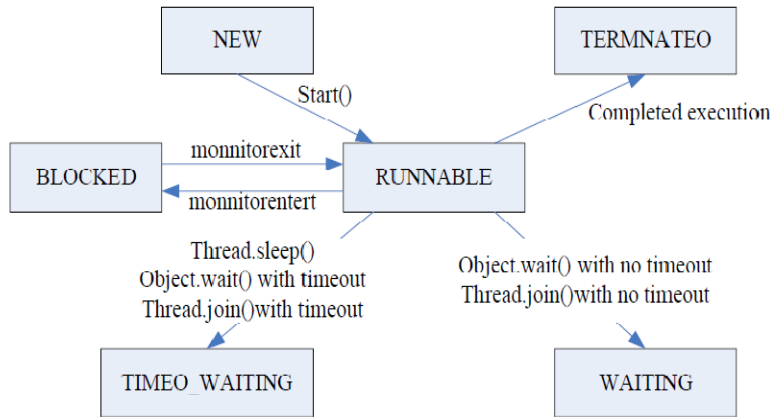 NEW
TERMNATEO
Start()
Completed execution
BLOCKED
monnitorexit
monnitorentert
RUNNABLE
Thread.sleep()
Object.wait() with timeout
Thread.join()with timeout
Object.wait() with no timeout
Thread.join()with no timeout
TIMEO_WAITING
WAITING